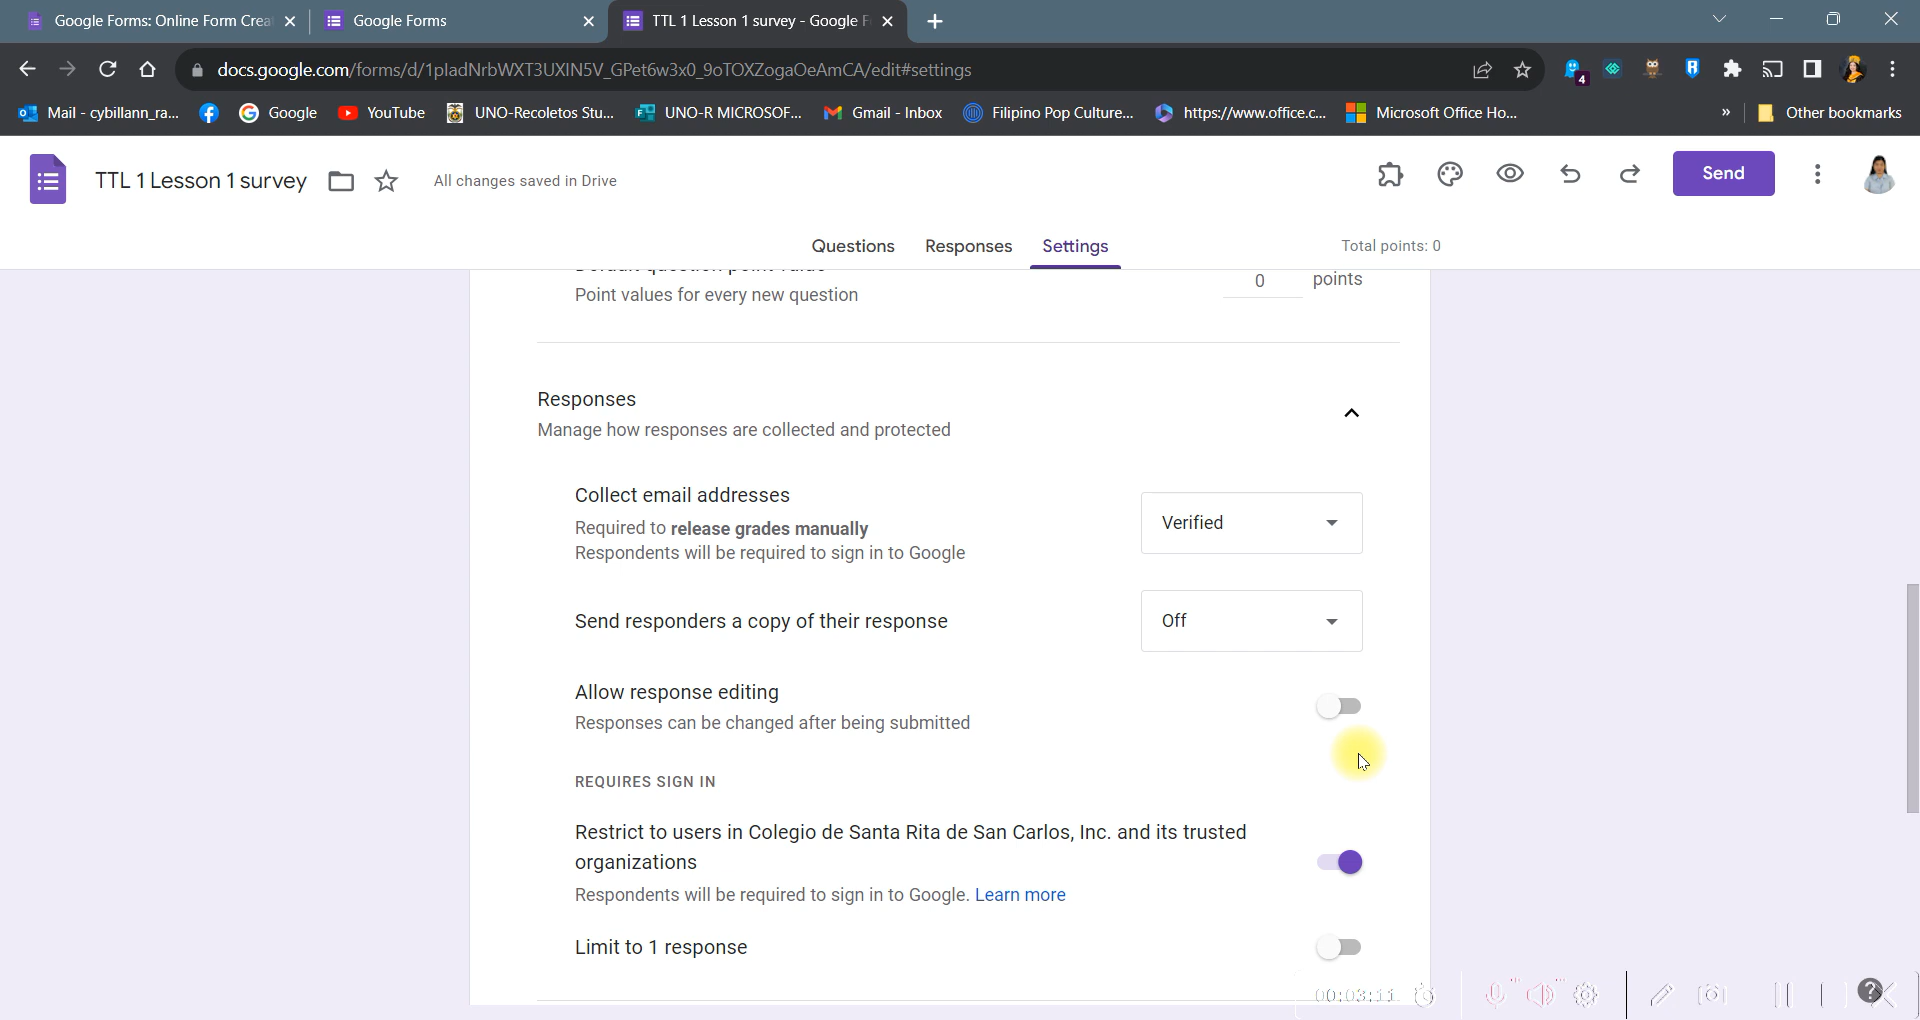 Google Forms: Online Form Crea
Google Forms
TTL 1 Lesson 1 survey - Google F
docs.google.com/forms/d/1pladNrbWXT3UXIN5V_GPet6w3x0_9oTOXZogaOeAmCA/edit#settings
4
Mail - cybillann_ra...
Google
YouTube
UNO-Recoletos Stu...
UNO-R MICROSOF...
Gmail - Inbox
Filipino Pop Culture...
https://www.office.c...
Microsoft Office Ho...
»
Other bookmarks
TTL 1 Lesson 1 survey
All changes saved in Drive
Send
Questions
Responses
Settings
Total points: 0
Default question point value
0 points
Point values for every new question
Responses
Manage how responses are collected and protected
Collect email addresses
Required to release grades manually
Respondents will be required to sign in to Google
Verified
Send responders a copy of their response
Off
Allow response editing
Responses can be changed after being submitted
REQUIRES SIGN IN
Restrict to users in Colegio de Santa Rita de San Carlos, Inc. and its trusted
organizations
Respondents will be required to sign in to Google. Learn more
Limit to 1 response
00:03:11